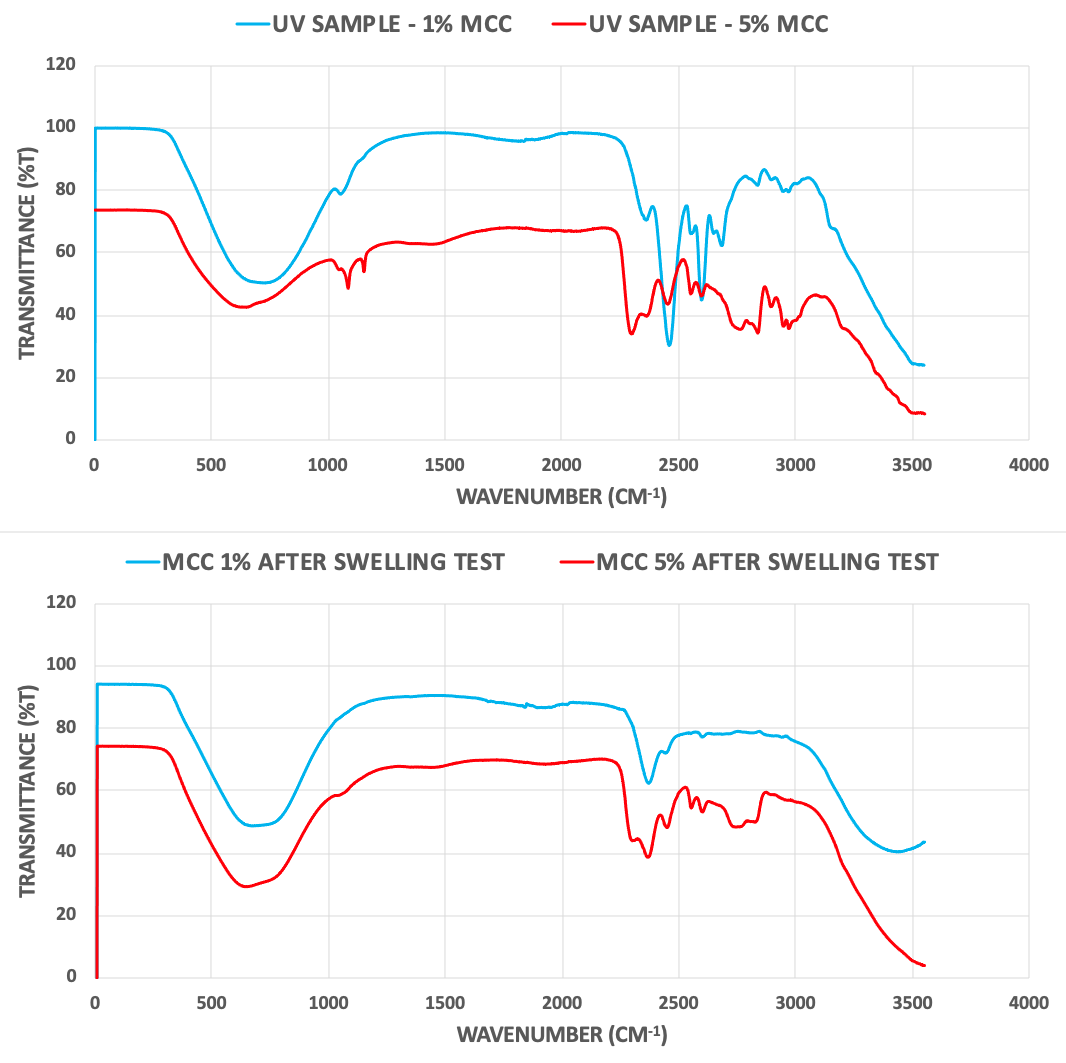 UV SAMPLE - 1% MCC UV SAMPLE - 5% MCC
120
100
80
60
40
20
0
TRANSMITTANCE (%T)
0 500 1000 1500 2000 2500 3000 3500 4000
WAVENUMBER (CM⁻¹)
MCC 1% AFTER SWELLING TEST MCC 5% AFTER SWELLING TEST
120
100
80
60
40
20
0
TRANSMITTANCE (%T)
0 500 1000 1500 2000 2500 3000 3500 4000
WAVENUMBER (CM⁻¹)